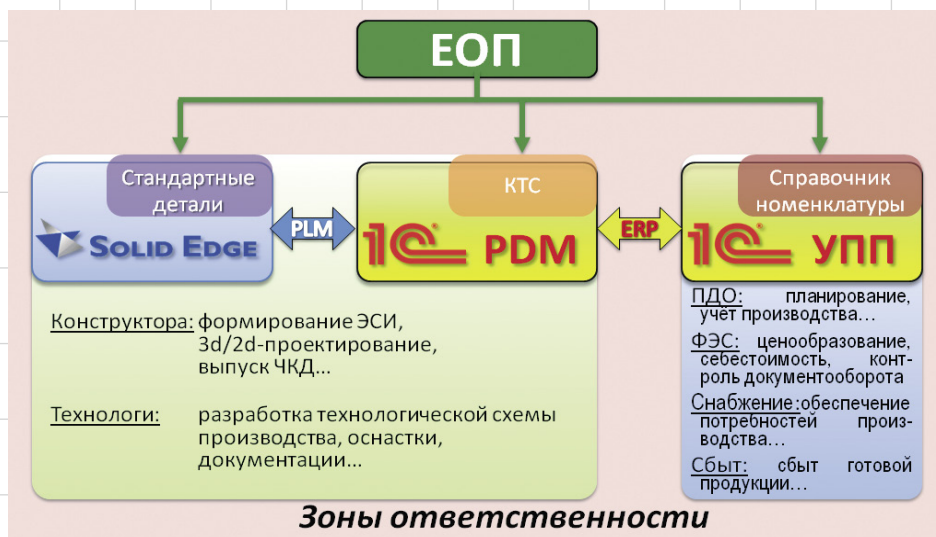 ЕОП
Стандартные
детали
SOLID EDGE
PLM
КТС
1С PDM
ERP
Справочник
номенклатуры
1С УПП
Конструктора: формирование ЭСИ,
3d/2d-проектирование,
выпуск ЧКД...
Технологи: разработка технологической схемы
производства, оснастки,
документации...
ПДО: планирование,
учёт производства...
ФЭС: ценообразование,
себестоимость, конт-
роль документооборота
Снабжение:обеспечение
потребностей произ-
водства...
Сбыт: сбыт готовой
продукции...
Зоны ответственности